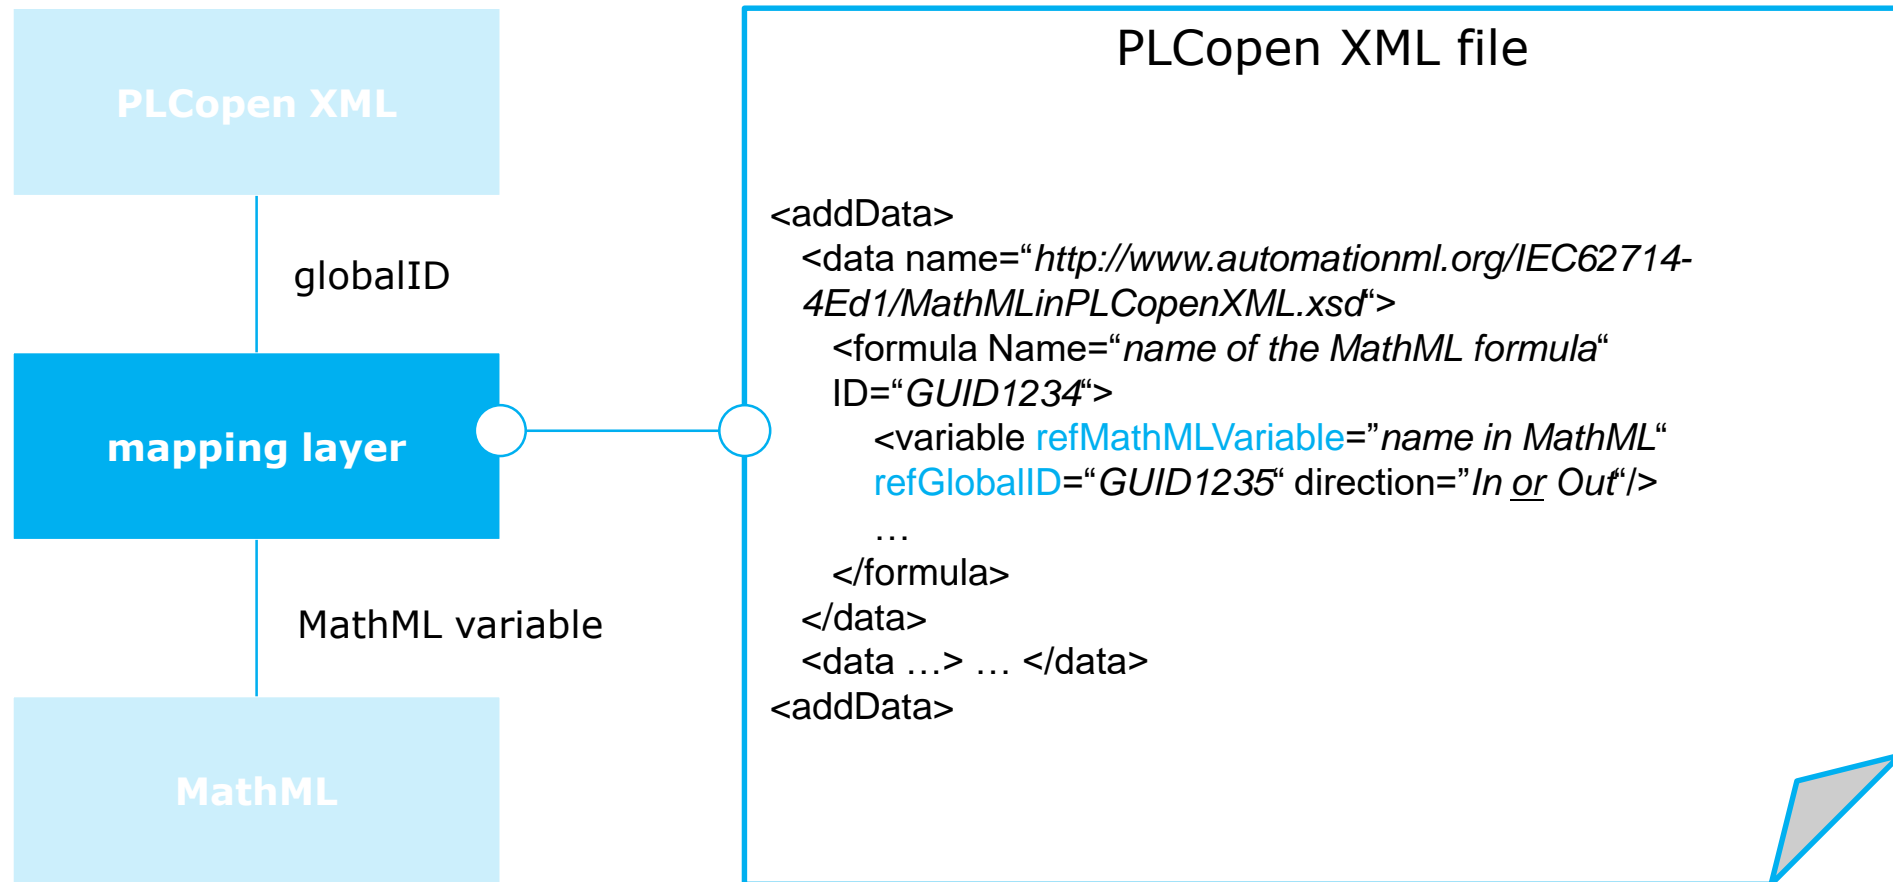 PLCopen XML
globalID
mapping layer
MathML variable
MathML
PLCopen XML file
<addData>
<data name=“http://www.automationml.org/IEC62714-
4Ed1/MathMLinPLCopenXML.xsd“>
<formula Name=“name of the MathML formula“
ID=“GUID1234“>
<variable refMathMLVariable=”name in MathML“
refGlobalID=“GUID1235“ direction=”In or Out“/>
…
</formula>
</data>
<data …> … </data>
<addData>